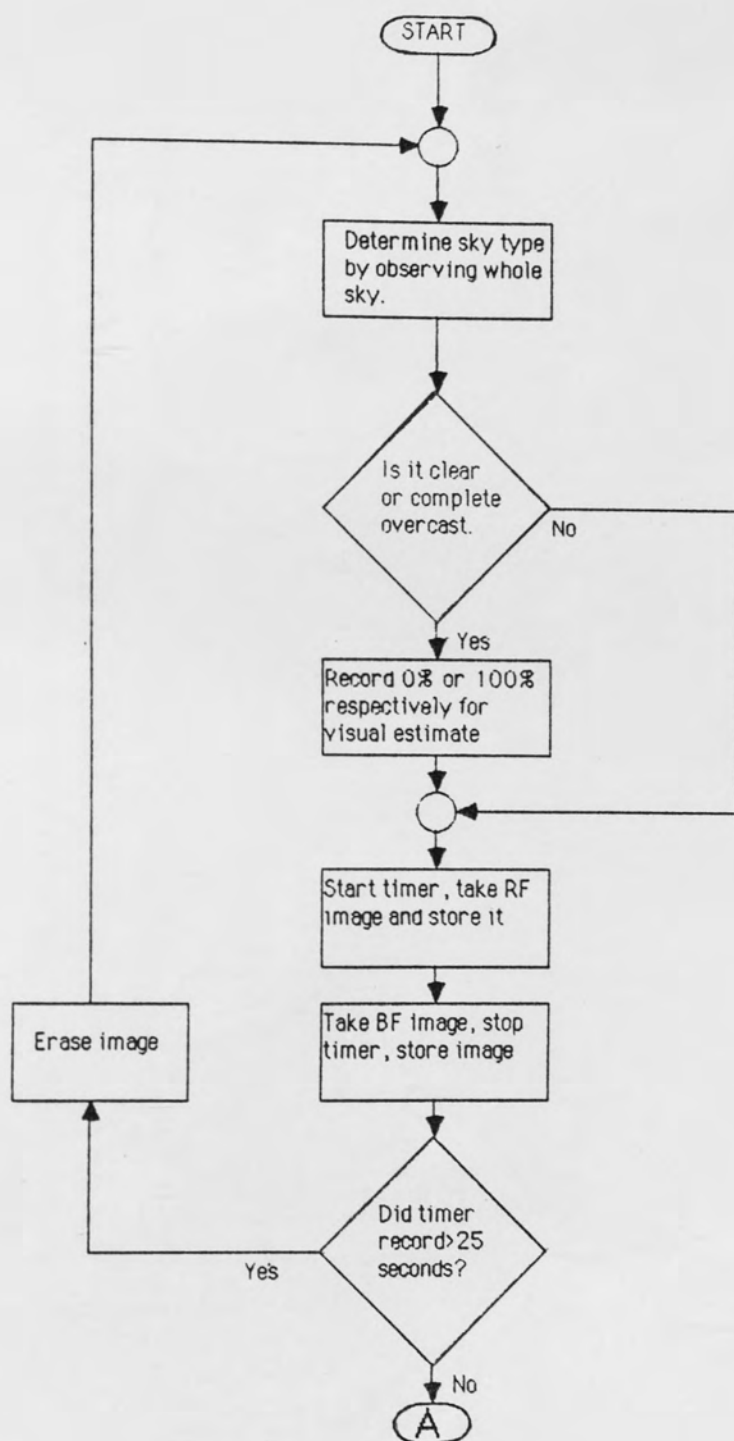 START
Determine sky type
by observing whole
sky.
Is it clear
or complete
overcast.
No
Yes
Record 0% or 100%
respectively for
visual estimate
Start timer, take RF
image and store it
Take BF image, stop
timer, store image
Erase image
Did timer
record>25
seconds?
Yes
No
A